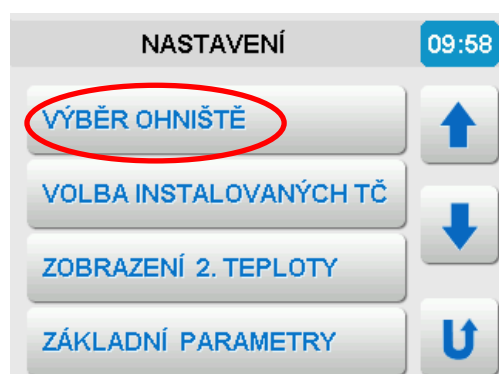 NASTAVENÍ 09:58
VÝBĚR OHNIŠTĚ
VOLBA INSTALOVANÝCH TČ
ZOBRAZENÍ 2. TEPLOTY
ZÁKLADNÍ PARAMETRY